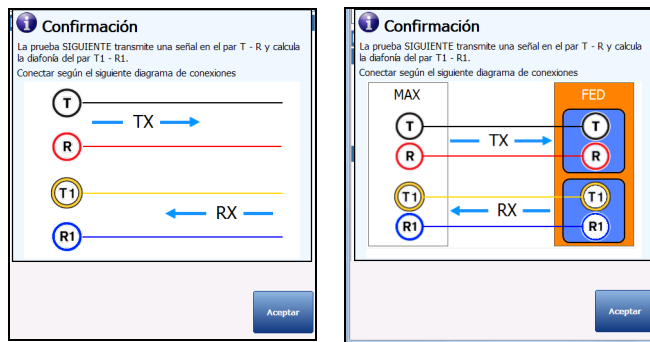 Confirmación
La prueba SIGUIENTE transmite una señal en el par T - R y calcula
la diafonía del par T1 - R1.
Conectar según el siguiente diagrama de conexiones
T
TX
R
T1
RX
R1
Aceptar
Confirmación
La prueba SIGUIENTE transmite una señal en el par T - R y calcula
la diafonía del par T1 - R1.
Conectar según el siguiente diagrama de conexiones
MAX FED
T T
TX
R R
T1 T1
RX
R1 R1
Aceptar